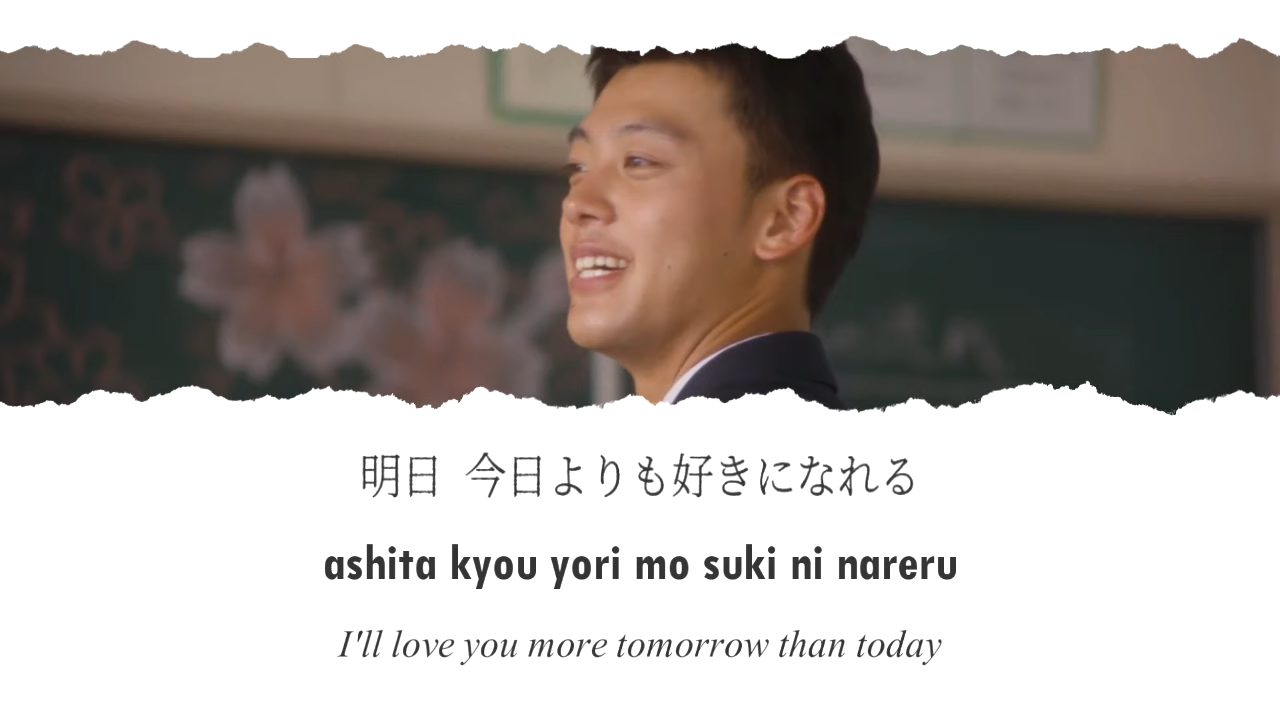 明日 今日よりも好きになれる
ashita kyou yori mo suki ni nareru
I'll love you more tomorrow than today